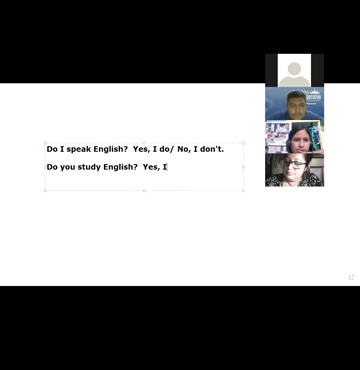 Do I speak English?  Yes, I do/ No, I don't.
Do you study English?  Yes, I